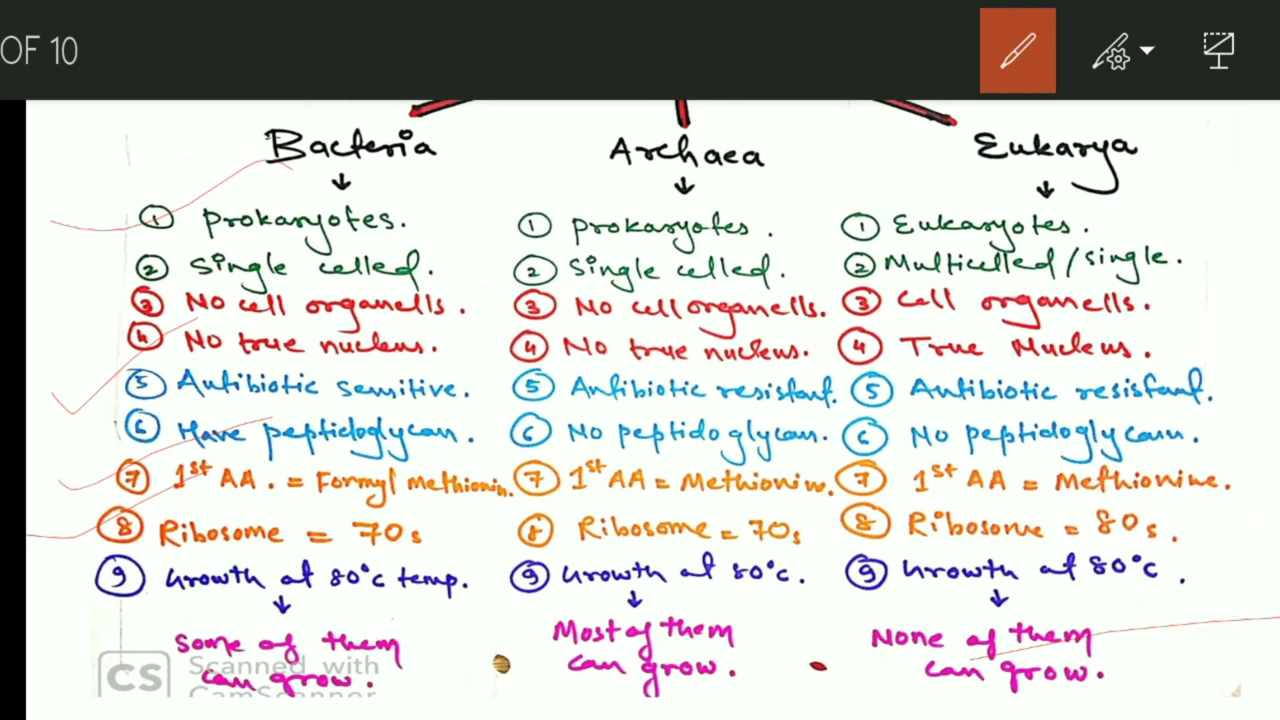 OF 10
Bacteria
① Prokaryotes.
② Single celled.
③ No cell organells.
④ No true nucleus.
⑤ Antibiotic sensitive.
⑥ Have peptidoglycan.
⑦ 1st AA. = Formyl Methionin.
⑧ Ribosome = 70s
⑨ Growth at 80°c temp.
Some of them
can grow.
Archaea
① Prokaryotes.
② Single celled.
③ No cell organells.
④ No true nucleus.
⑤ Antibiotic resistant.
⑥ No peptidoglycan.
⑦ 1st AA = Methionine.
⑧ Ribosome = 70s
⑨ Growth at 80°c.
Most of them
can grow.
Eukarya
① Eukaryotes.
② Multicelled/single.
③ Cell organells.
④ True Nucleus.
⑤ Antibiotic resistant.
⑥ No peptidoglycan.
⑦ 1st AA = Methionine.
⑧ Ribosome = 80s.
⑨ Growth at 80°c.
None of them
can grow.
CS Scanned with
CamScanner